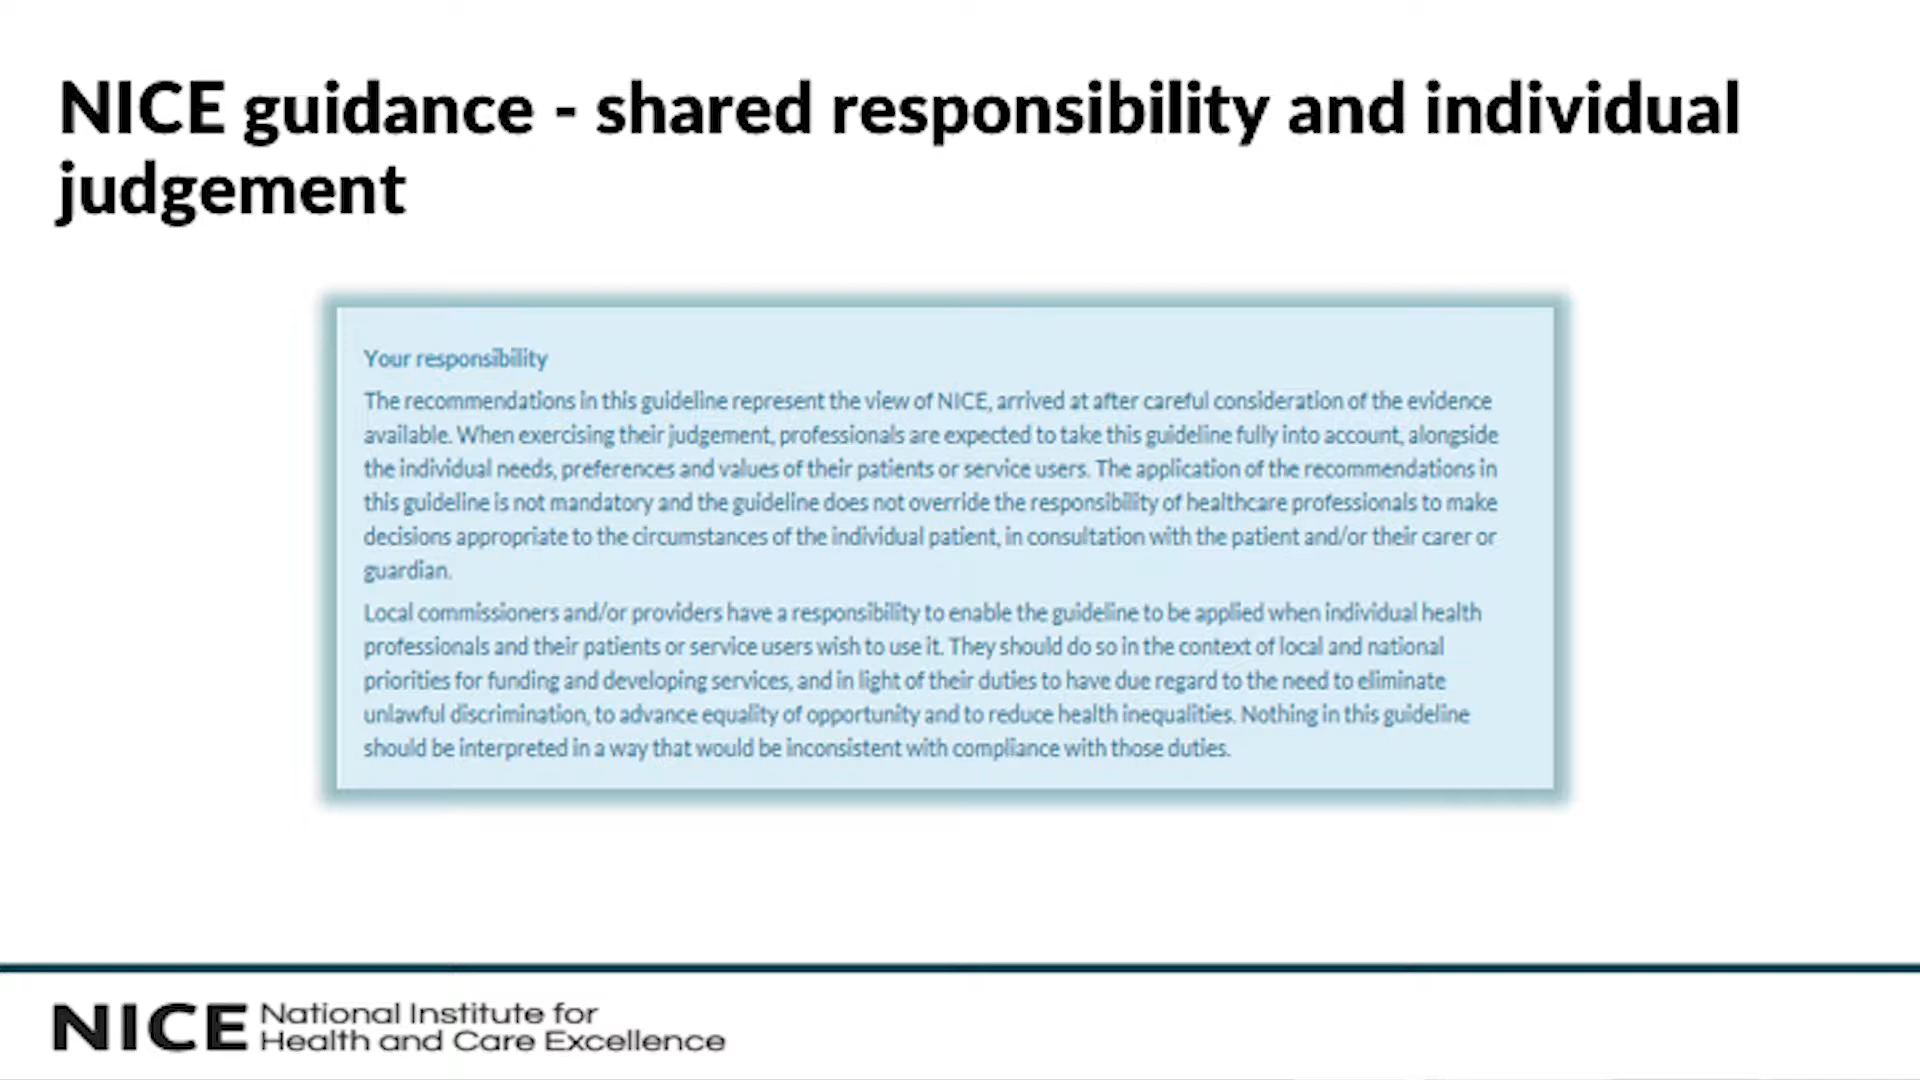 NICE guidance - shared responsibility and individual
judgement
Your responsibility
The recommendations in this guideline represent the view of NICE, arrived at after careful consideration of the evidence
available. When exercising their judgement, professionals are expected to take this guideline fully into account, alongside
the individual needs, preferences and values of their patients or service users. The application of the recommendations in
this guideline is not mandatory and the guideline does not override the responsibility of healthcare professionals to make
decisions appropriate to the circumstances of the individual patient, in consultation with the patient and/or their carer or
guardian.
Local commissioners and/or providers have a responsibility to enable the guideline to be applied when individual health
professionals and their patients or service users wish to use it. They should do so in the context of local and national
priorities for funding and developing services, and in light of their duties to have due regard to the need to eliminate
unlawful discrimination, to advance equality of opportunity and to reduce health inequalities. Nothing in this guideline
should be interpreted in a way that would be inconsistent with compliance with those duties.
NICE National Institute for
Health and Care Excellence